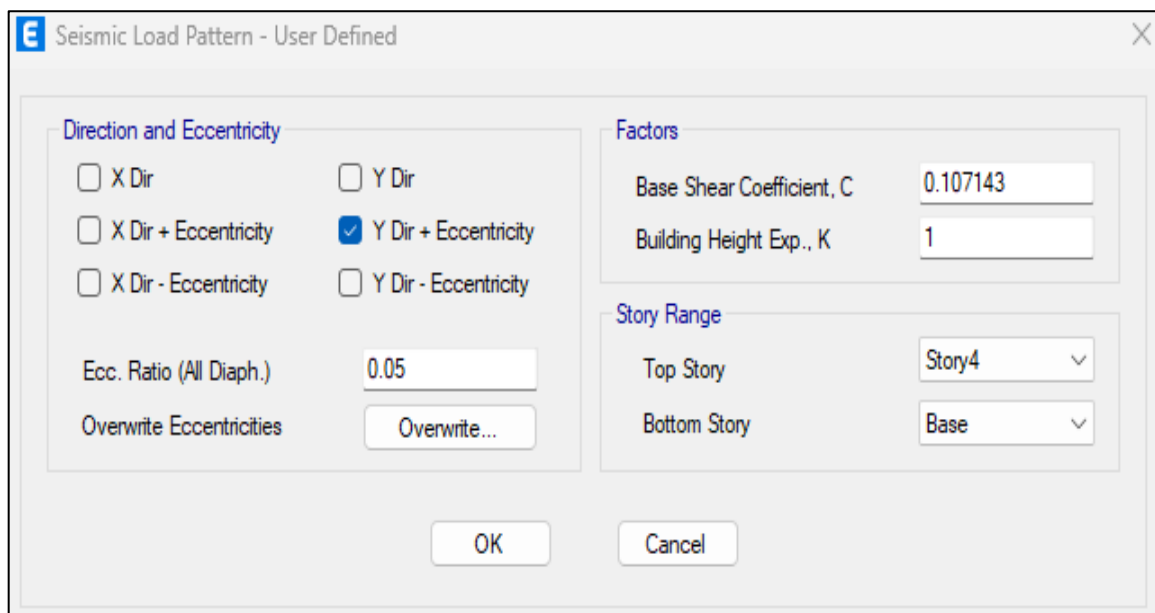 E Seismic Load Pattern - User Defined
Direction and Eccentricity
X Dir
Y Dir
X Dir + Eccentricity
Y Dir + Eccentricity
X Dir - Eccentricity
Y Dir - Eccentricity
Ecc. Ratio (All Diaph.) 0.05
Overwrite Eccentricities Overwrite...
Factors
Base Shear Coefficient, C 0.107143
Building Height Exp., K 1
Story Range
Top Story Story4
Bottom Story Base
OK
Cancel